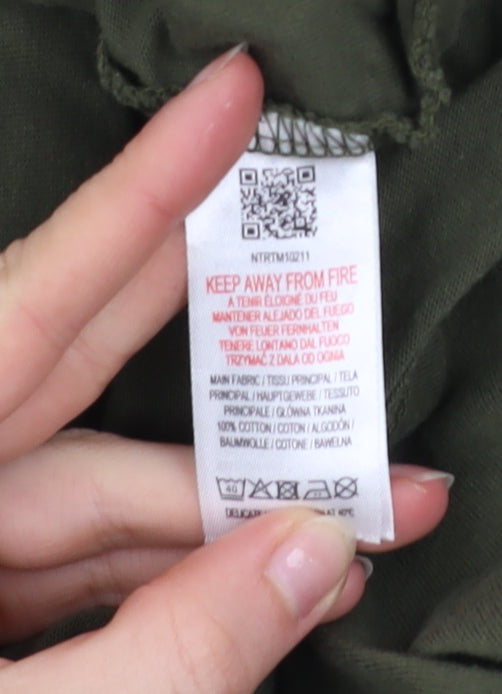 NTRTM10211
KEEP AWAY FROM FIRE
A TENIR ÉLOIGNÉ DU FEU
MANTENER ALEJADO DEL FUEGO
VON FEUER FERNHALTEN
TENERE LONTANO DAL FUOCO
TRZYMAĆ Z DALA OD OGNIA
MAIN FABRIC / TISSU PRINCIPAL / TELA
PRINCIPAL / HAUPTGEWEBE / TESSUTO
PRINCIPALE / GŁÓWNA TKANINA
100% COTTON / COTON / ALGODÓN /
BAUMWOLLE / COTONE / BAWEŁNA
40